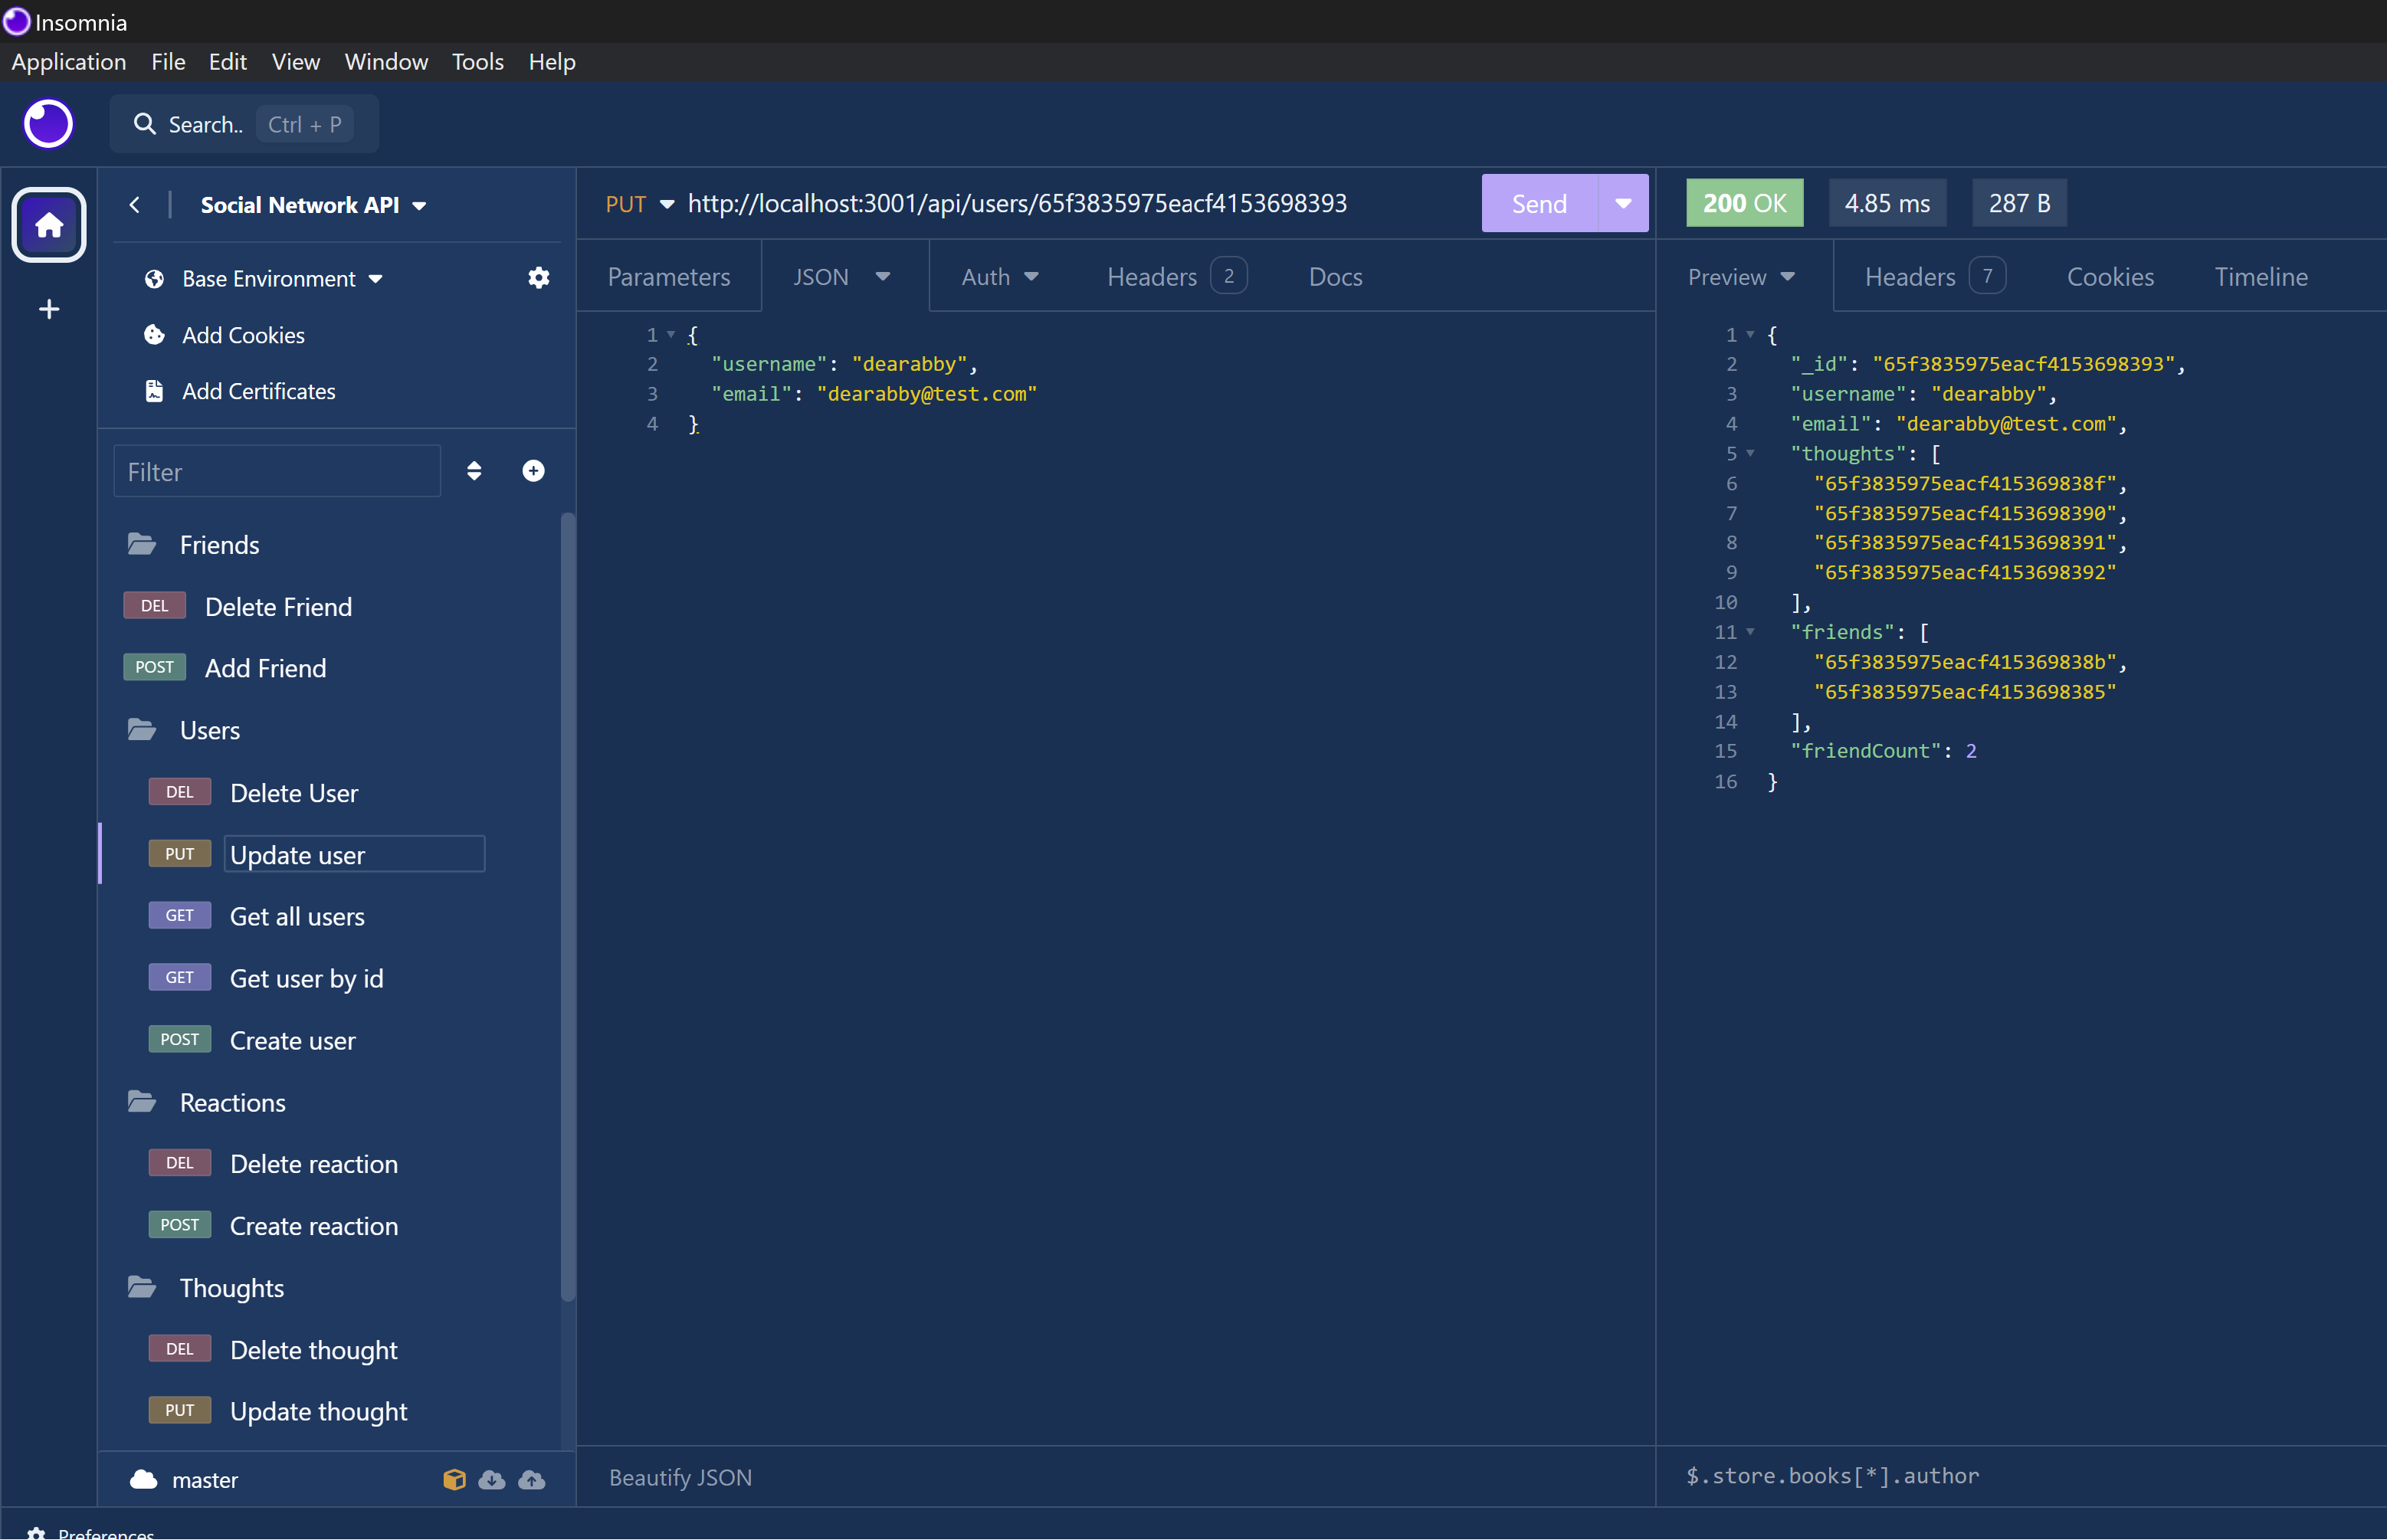 Insomnia
Application File Edit View Window Tools Help
Search.. Ctrl + P
Social Network API
Base Environment
Add Cookies
Add Certificates
Filter
Friends
DEL Delete Friend
POST Add Friend
Users
DEL Delete User
PUT Update user
GET Get all users
GET Get user by id
POST Create user
Reactions
DEL Delete reaction
POST Create reaction
Thoughts
DEL Delete thought
PUT Update thought
master
Preferences
PUT http://localhost:3001/api/users/65f3835975eacf4153698393 Send
Parameters JSON Auth Headers 2 Docs
1 {
2 "username": "dearabby",
3 "email": "dearabby@test.com"
4 }
Beautify JSON
200 OK 4.85 ms 287 B
Preview Headers 7 Cookies Timeline
1 {
2 "_id": "65f3835975eacf4153698393",
3 "username": "dearabby",
4 "email": "dearabby@test.com",
5 "thoughts": [
6 "65f3835975eacf415369838f",
7 "65f3835975eacf4153698390",
8 "65f3835975eacf4153698391",
9 "65f3835975eacf4153698392"
10 ],
11 "friends": [
12 "65f3835975eacf415369838b",
13 "65f3835975eacf4153698385"
14 ],
15 "friendCount": 2
16 }
$.store.books[*].author